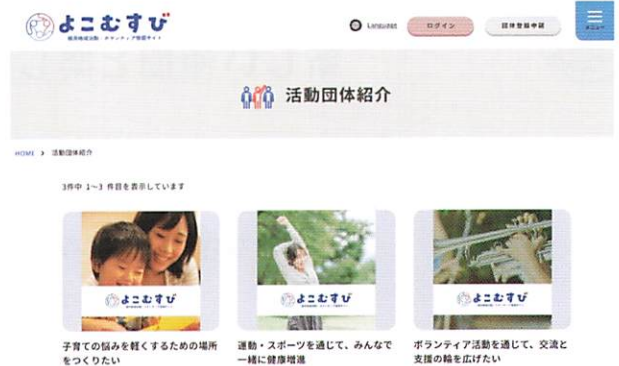 よこむすび
Language
ログイン
団体登録申請
メニュー
活動団体紹介
HOME > 活動団体紹介
3件中 1～3 件目を表示しています
よこむすび
よこむすび
よこむすび
子育ての悩みを軽くするための場所
をつくりたい
運動・スポーツを通じて、みんなで
一緒に健康増進
ボランティア活動を通じて、交流と
支援の輪を広げたい